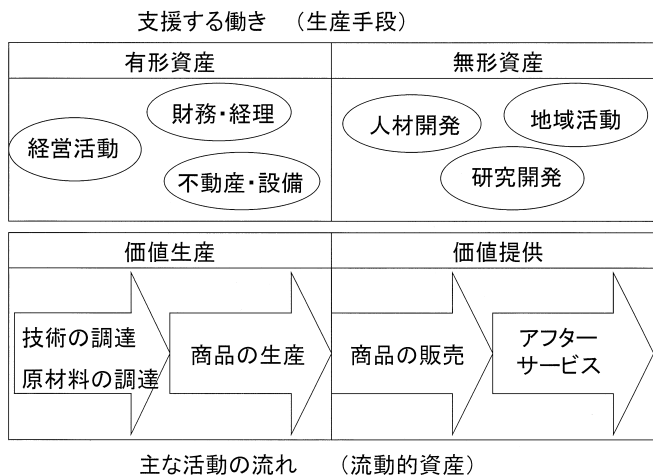 支援する働き （生産手段）
有形資産
無形資産
財務・経理
経営活動
不動産・設備
人材開発
地域活動
研究開発
価値生産
価値提供
技術の調達
原材料の調達
商品の生産
商品の販売
アフター
サービス
主な活動の流れ （流動的資産）